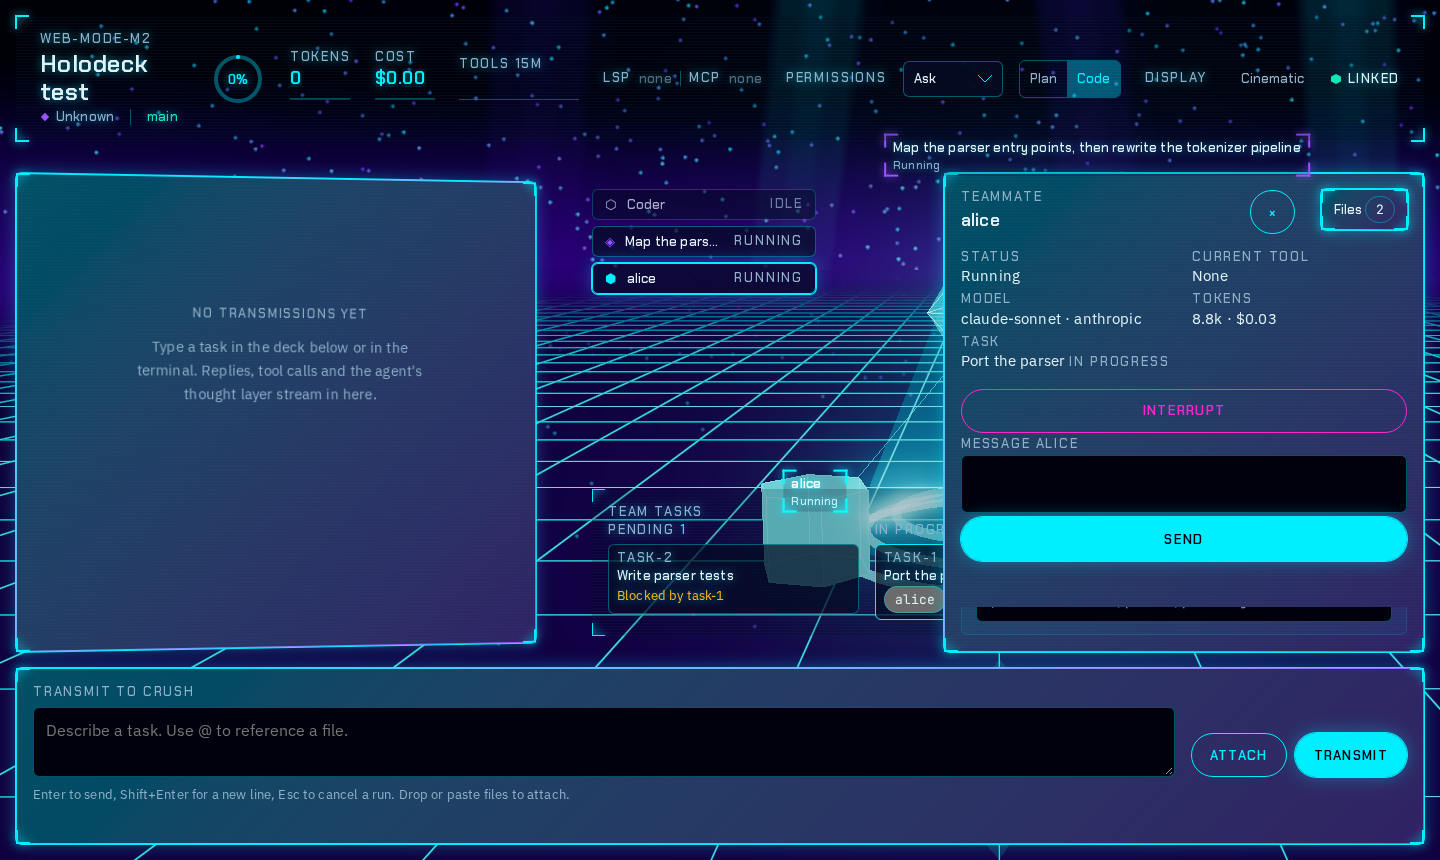 WEB-MODE-M2
Holodeck
test
Unknown
main
0%
TOKENS
0
COST
$0.00
TOOLS 15M
LSP none
MCP none
PERMISSIONS
Ask
Plan
Code
DISPLAY
Cinematic
LINKED
Map the parser entry points, then rewrite the tokenizer pipeline
Running
NO TRANSMISSIONS YET
Type a task in the deck below or in the
terminal. Replies, tool calls and the agent's
thought layer stream in here.
Coder IDLE
Map the pars… RUNNING
alice RUNNING
alice
Running
TEAM TASKS
PENDING 1
TASK-2
Write parser tests
Blocked by task-1
IN PROGR
TASK-1
Port the p
alice
TEAMMATE
alice
×
Files 2
STATUS
Running
CURRENT TOOL
None
MODEL
claude-sonnet · anthropic
TOKENS
8.8k · $0.03
TASK
Port the parser IN PROGRESS
INTERRUPT
MESSAGE ALICE
SEND
TRANSMIT TO CRUSH
Describe a task. Use @ to reference a file.
ATTACH
TRANSMIT
Enter to send, Shift+Enter for a new line, Esc to cancel a run. Drop or paste files to attach.